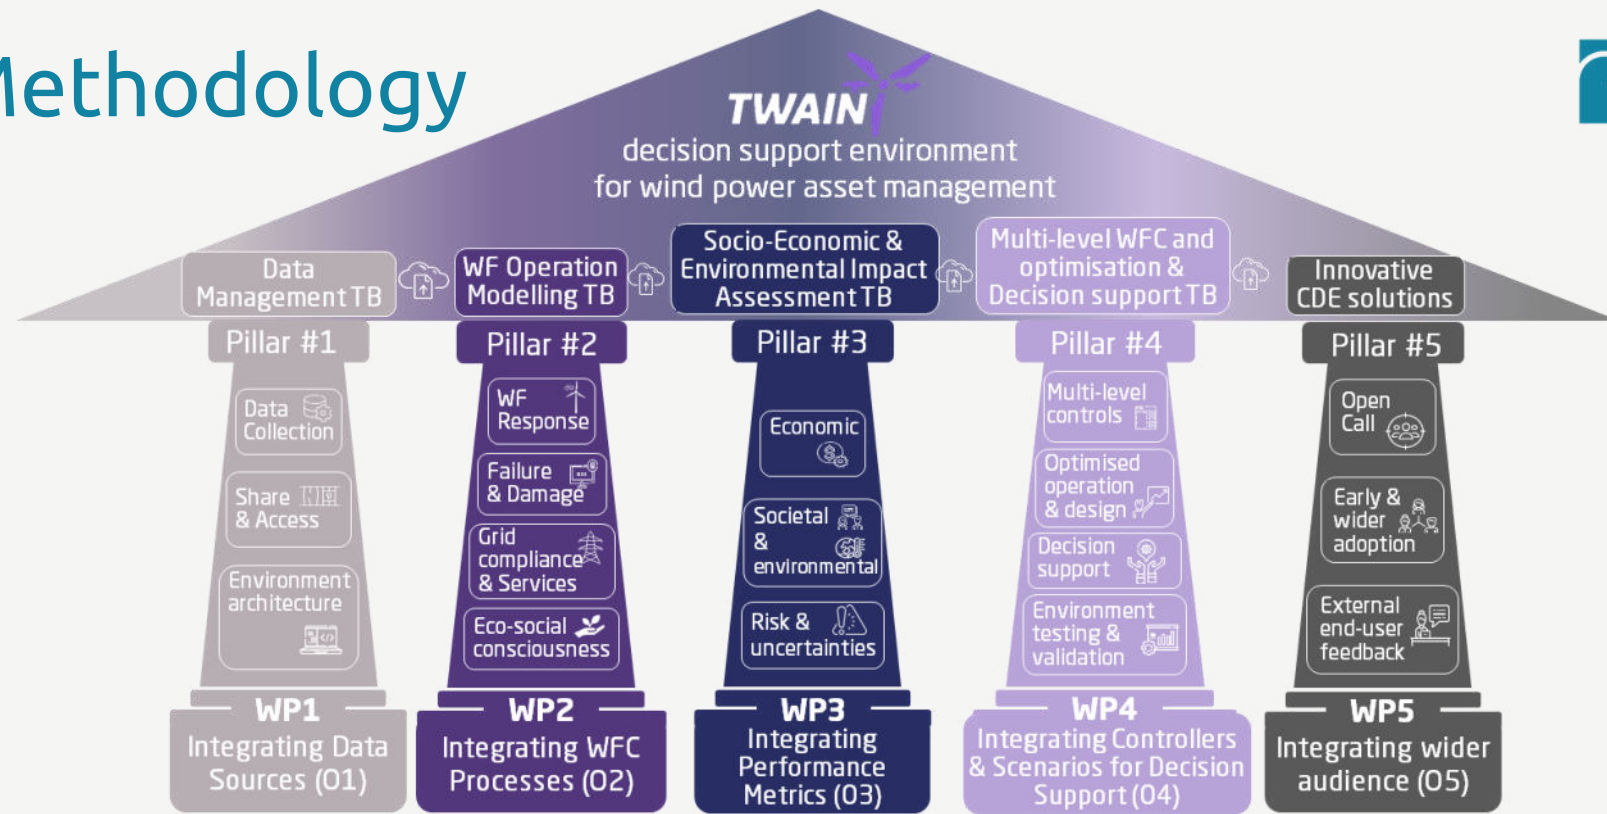 Methodology
TWAIN
decision support environment
for wind power asset management
Data
Management TB
WF Operation
Modelling TB
Socio-Economic &
Environmental Impact
Assessment TB
Multi-level WFC and
optimisation &
Decision support TB
Innovative
CDE solutions
Pillar #1
Data
Collection
Share
& Access
Environment
architecture
WP1
Integrating Data
Sources (O1)
Pillar #2
WF
Response
Failure
& Damage
Grid
compliance
& Services
Eco-social
consciousness
WP2
Integrating WFC
Processes (O2)
Pillar #3
Economic
Societal
&
environmental
Risk &
uncertainties
WP3
Integrating
Performance
Metrics (O3)
Pillar #4
Multi-level
controls
Optimised
operation
& design
Decision
support
Environment
testing &
validation
WP4
Integrating Controllers
& Scenarios for Decision
Support (O4)
Pillar #5
Open
Call
Early &
wider
adoption
External
end-user
feedback
WP5
Integrating wider
audience (O5)